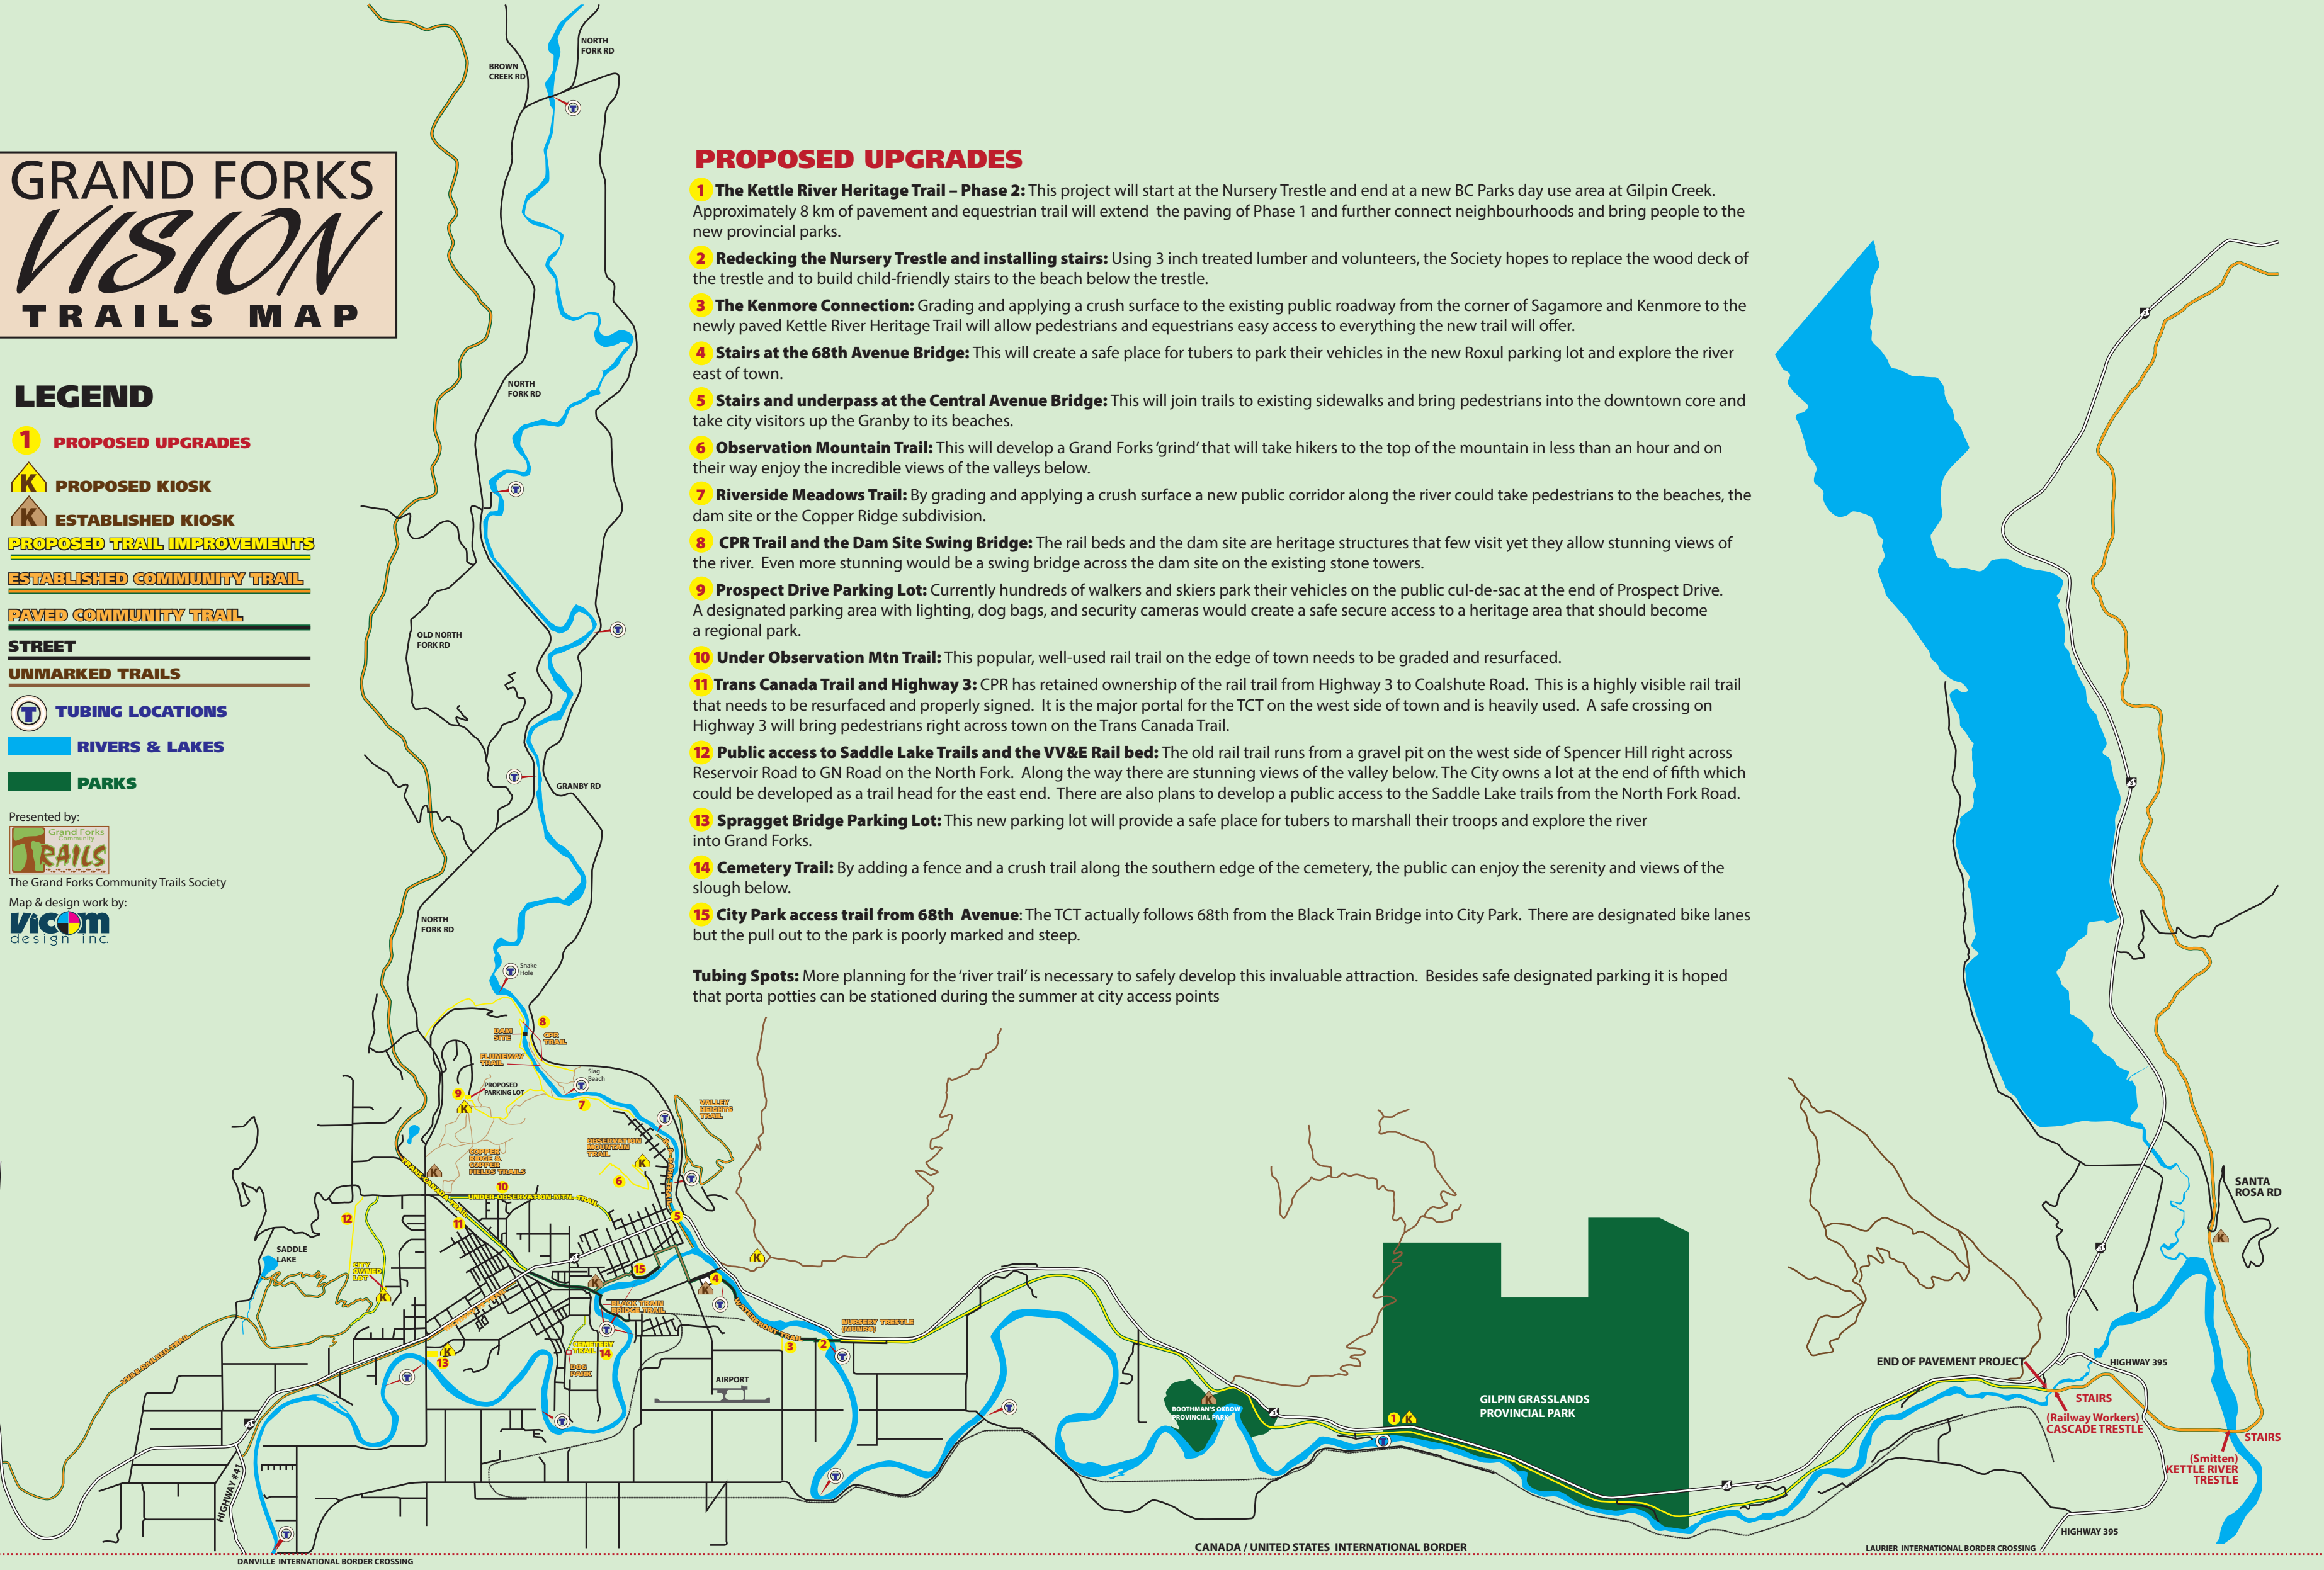 GRAND FORKS
VISION
TRAILS MAP
LEGEND
1 PROPOSED UPGRADES
K PROPOSED KIOSK
K ESTABLISHED KIOSK
PROPOSED TRAIL IMPROVEMENTS
ESTABLISHED COMMUNITY TRAIL
PAVED COMMUNITY TRAIL
STREET
UNMARKED TRAILS
T TUBING LOCATIONS
RIVERS & LAKES
PARKS
Presented by:
Grand Forks
Community
TRAILS
The Grand Forks Community Trails Society
Map & design work by:
vicom
design inc.
PROPOSED UPGRADES
1 The Kettle River Heritage Trail – Phase 2: This project will start at the Nursery Trestle and end at a new BC Parks day use area at Gilpin Creek.
Approximately 8 km of pavement and equestrian trail will extend the paving of Phase 1 and further connect neighbourhoods and bring people to the
new provincial parks.
2 Redecking the Nursery Trestle and installing stairs: Using 3 inch treated lumber and volunteers, the Society hopes to replace the wood deck of
the trestle and to build child-friendly stairs to the beach below the trestle.
3 The Kenmore Connection: Grading and applying a crush surface to the existing public roadway from the corner of Sagamore and Kenmore to the
newly paved Kettle River Heritage Trail will allow pedestrians and equestrians easy access to everything the new trail will offer.
4 Stairs at the 68th Avenue Bridge: This will create a safe place for tubers to park their vehicles in the new Roxul parking lot and explore the river
east of town.
5 Stairs and underpass at the Central Avenue Bridge: This will join trails to existing sidewalks and bring pedestrians into the downtown core and
take city visitors up the Granby to its beaches.
6 Observation Mountain Trail: This will develop a Grand Forks ‘grind’ that will take hikers to the top of the mountain in less than an hour and on
their way enjoy the incredible views of the valleys below.
7 Riverside Meadows Trail: By grading and applying a crush surface a new public corridor along the river could take pedestrians to the beaches, the
dam site or the Copper Ridge subdivision.
8 CPR Trail and the Dam Site Swing Bridge: The rail beds and the dam site are heritage structures that few visit yet they allow stunning views of
the river. Even more stunning would be a swing bridge across the dam site on the existing stone towers.
9 Prospect Drive Parking Lot: Currently hundreds of walkers and skiers park their vehicles on the public cul-de-sac at the end of Prospect Drive.
A designated parking area with lighting, dog bags, and security cameras would create a safe secure access to a heritage area that should become
a regional park.
10 Under Observation Mtn Trail: This popular, well-used rail trail on the edge of town needs to be graded and resurfaced.
11 Trans Canada Trail and Highway 3: CPR has retained ownership of the rail trail from Highway 3 to Coalshute Road. This is a highly visible rail trail
that needs to be resurfaced and properly signed. It is the major portal for the TCT on the west side of town and is heavily used. A safe crossing on
Highway 3 will bring pedestrians right across town on the Trans Canada Trail.
12 Public access to Saddle Lake Trails and the VV&E Rail bed: The old rail trail runs from a gravel pit on the west side of Spencer Hill right across
Reservoir Road to GN Road on the North Fork. Along the way there are stunning views of the valley below. The City owns a lot at the end of fifth which
could be developed as a trail head for the east end. There are also plans to develop a public access to the Saddle Lake trails from the North Fork Road.
13 Spragget Bridge Parking Lot: This new parking lot will provide a safe place for tubers to marshall their troops and explore the river
into Grand Forks.
14 Cemetery Trail: By adding a fence and a crush trail along the southern edge of the cemetery, the public can enjoy the serenity and views of the
slough below.
15 City Park access trail from 68th Avenue: The TCT actually follows 68th from the Black Train Bridge into City Park. There are designated bike lanes
but the pull out to the park is poorly marked and steep.
Tubing Spots: More planning for the ‘river trail’ is necessary to safely develop this invaluable attraction. Besides safe designated parking it is hoped
that porta potties can be stationed during the summer at city access points
NORTH
FORK RD
BROWN
CREEK RD
NORTH
FORK RD
OLD NORTH
FORK RD
GRANBY RD
NORTH
FORK RD
Snake
Hole
8
DAM
SITE
CPR
TRAIL
FLUMEWAY
TRAIL
Slag
Beach
9
PROPOSED
PARKING LOT
7
VALLEY
HEIGHTS
TRAIL
OBSERVATION
MOUNTAIN
TRAIL
COPPER
RIDGE &
COPPER
FIELDS TRAILS
TRANS CANADA TRAIL
10
UNDER OBSERVATION MTN. TRAIL
6
5
11
12
SADDLE
LAKE
CITY
OWNED
LOT
15
4
BLACK TRAIN
BRIDGE TRAIL
WATERFRONT TRAIL
NURSERY TRESTLE
(MUNRO)
3
2
CEMETERY
TRAIL
14
13
DOG
PARK
AIRPORT
VV&E RAILBED TRAIL
HIGHWAY #41
DANVILLE INTERNATIONAL BORDER CROSSING
BOOTHMAN'S OXBOW
PROVINCIAL PARK
1
GILPIN GRASSLANDS
PROVINCIAL PARK
CANADA / UNITED STATES INTERNATIONAL BORDER
SANTA
ROSA RD
END OF PAVEMENT PROJECT
HIGHWAY 395
STAIRS
(Railway Workers)
CASCADE TRESTLE
STAIRS
(Smitten)
KETTLE RIVER
TRESTLE
HIGHWAY 395
LAURIER INTERNATIONAL BORDER CROSSING